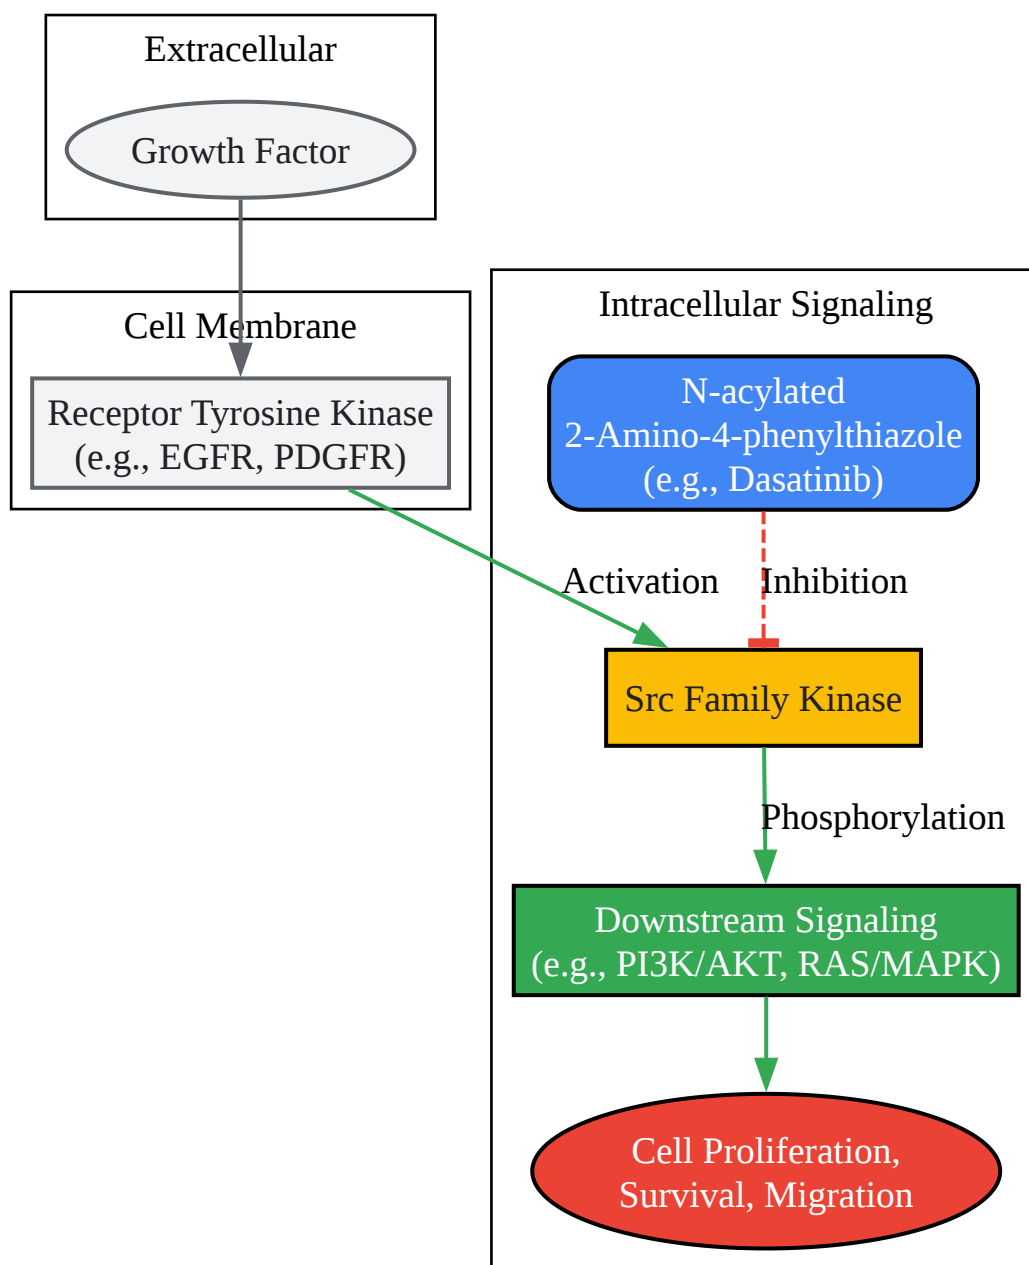 Extracellular
Growth Factor
Cell Membrane
Receptor Tyrosine Kinase
(e.g., EGFR, PDGFR)
Intracellular Signaling
N-acylated
2-Amino-4-phenylthiazole
(e.g., Dasatinib)
Activation
Inhibition
Src Family Kinase
Phosphorylation
Downstream Signaling
(e.g., PI3K/AKT, RAS/MAPK)
Cell Proliferation,
Survival, Migration